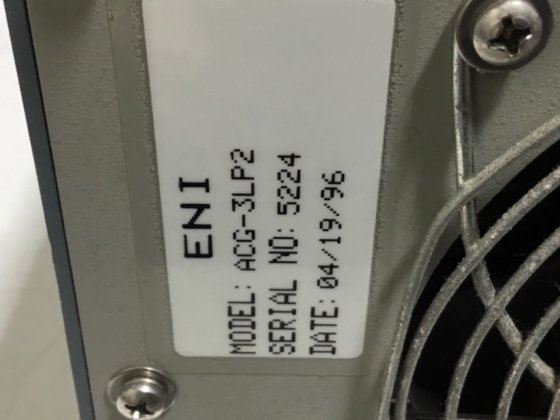 ENI
MODEL: ACG-3LP2
SERIAL NO: 5224
DATE: 04/19/96